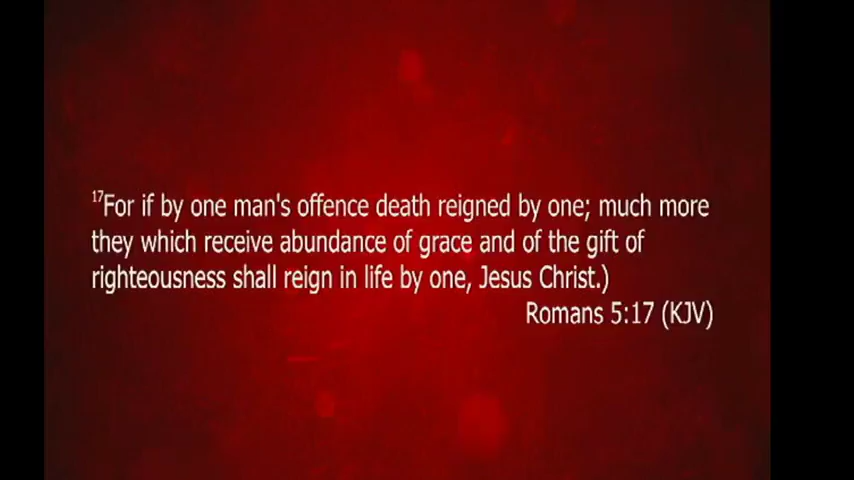 17For if by one man's offence death reigned by one; much more
they which receive abundance of grace and of the gift of
righteousness shall reign in life by one, Jesus Christ.)
Romans 5:17 (KJV)